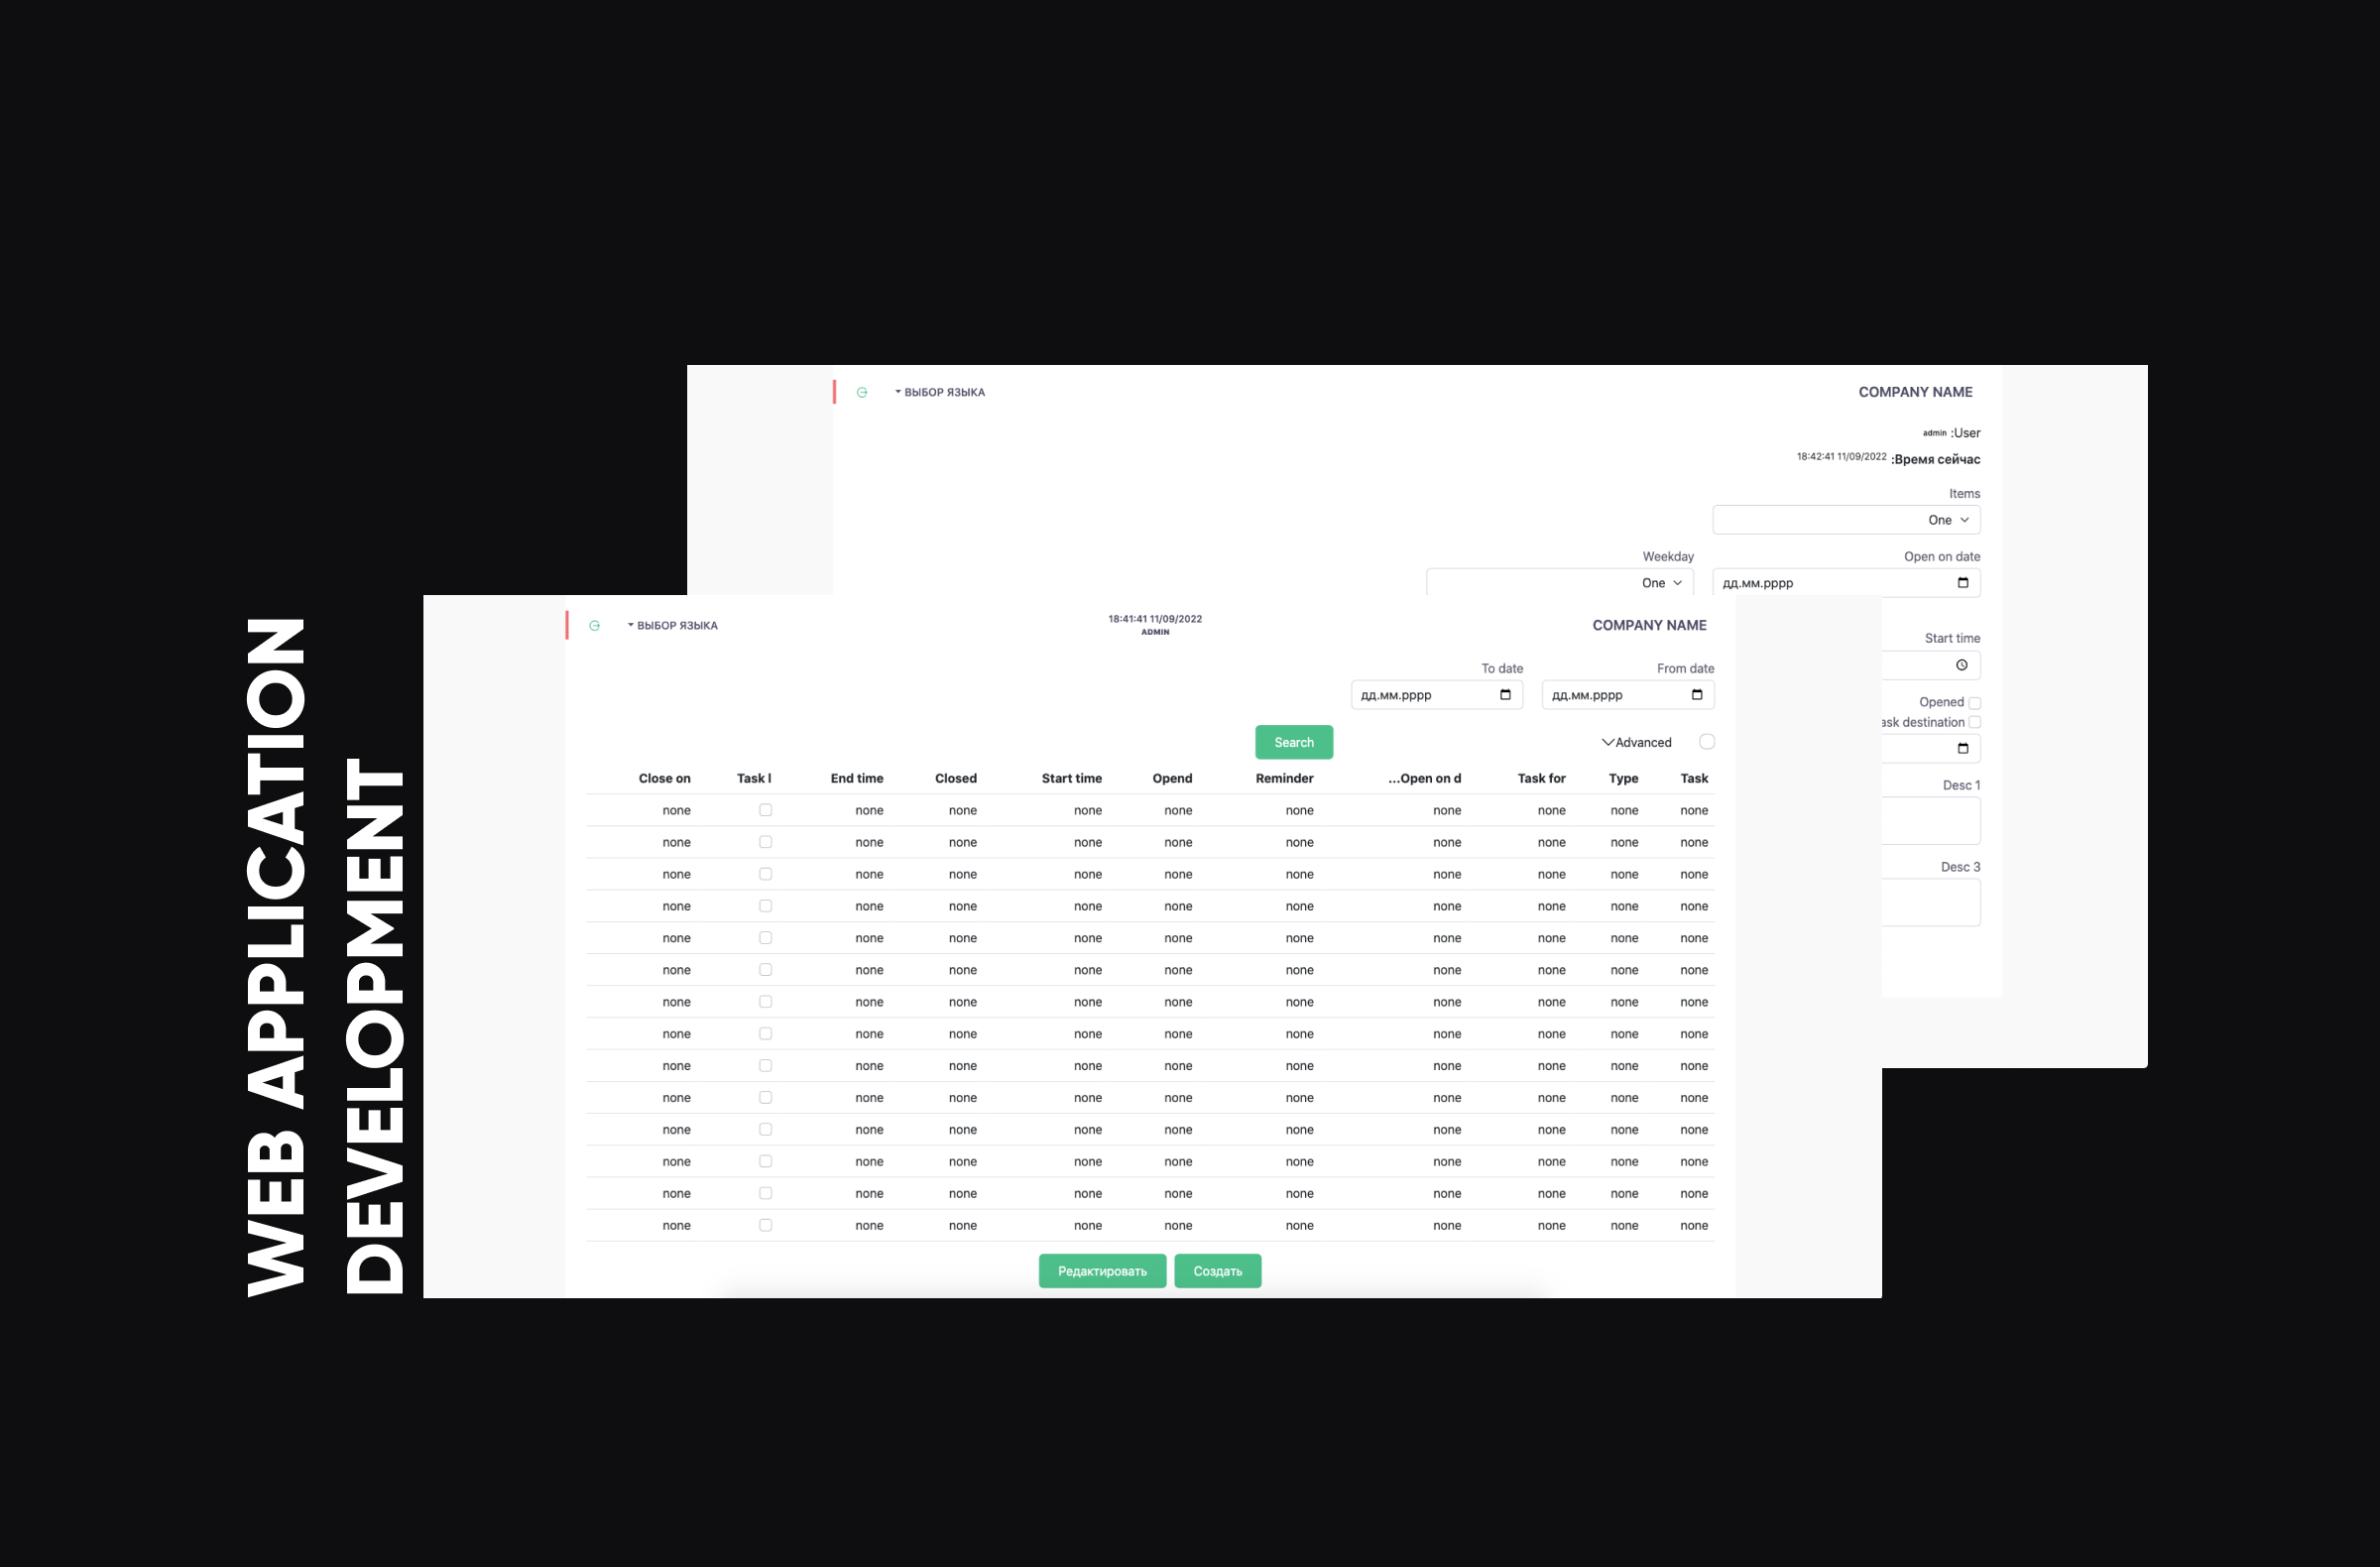 WEB APPLICATION
DEVELOPMENT
ВЫБОР ЯЗЫКА
COMPANY NAME
admin :User
18:42:41 11/09/2022 :Время сейчас
Items
One
Weekday Open on date
One дд.мм.рррр
Start time
Opened
ask destination
Desc 1
Desc 3
ВЫБОР ЯЗЫКА 18:41:41 11/09/2022 COMPANY NAME
ADMIN
To date From date
дд.мм.рррр дд.мм.рррр
Search Advanced
Close on Task l End time Closed Start time Opend Reminder ...Open on d Task for Type Task
none none none none none none none none none none
none none none none none none none none none none
none none none none none none none none none none
none none none none none none none none none none
none none none none none none none none none none
none none none none none none none none none none
none none none none none none none none none none
none none none none none none none none none none
none none none none none none none none none none
none none none none none none none none none none
none none none none none none none none none none
none none none none none none none none none none
none none none none none none none none none none
none none none none none none none none none none
Редактировать Создать